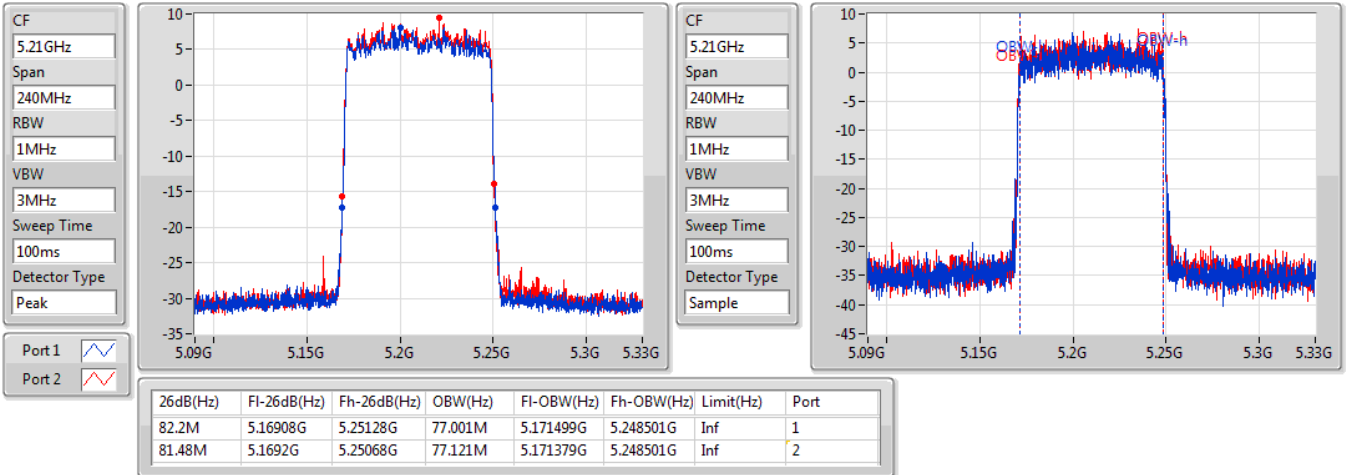 CF
5.21GHz
Span
240MHz
RBW
1MHz
VBW
3MHz
Sweep Time
100ms
Detector Type
Peak
Port 1
Port 2
10
5
0
-5
-10
-15
-20
-25
-30
-35
5.09G 5.15G 5.2G 5.25G 5.3G 5.33G
CF
5.21GHz
Span
240MHz
RBW
1MHz
VBW
3MHz
Sweep Time
100ms
Detector Type
Sample
10
5
0
-5
-10
-15
-20
-25
-30
-35
-40
-45
OBW-h
5.09G 5.15G 5.2G 5.25G 5.3G 5.33G
26dB(Hz) Fl-26dB(Hz) Fh-26dB(Hz) OBW(Hz) Fl-OBW(Hz) Fh-OBW(Hz) Limit(Hz) Port
82.2M 5.16908G 5.25128G 77.001M 5.171499G 5.248501G Inf 1
81.48M 5.1692G 5.25068G 77.121M 5.171379G 5.248501G Inf 2